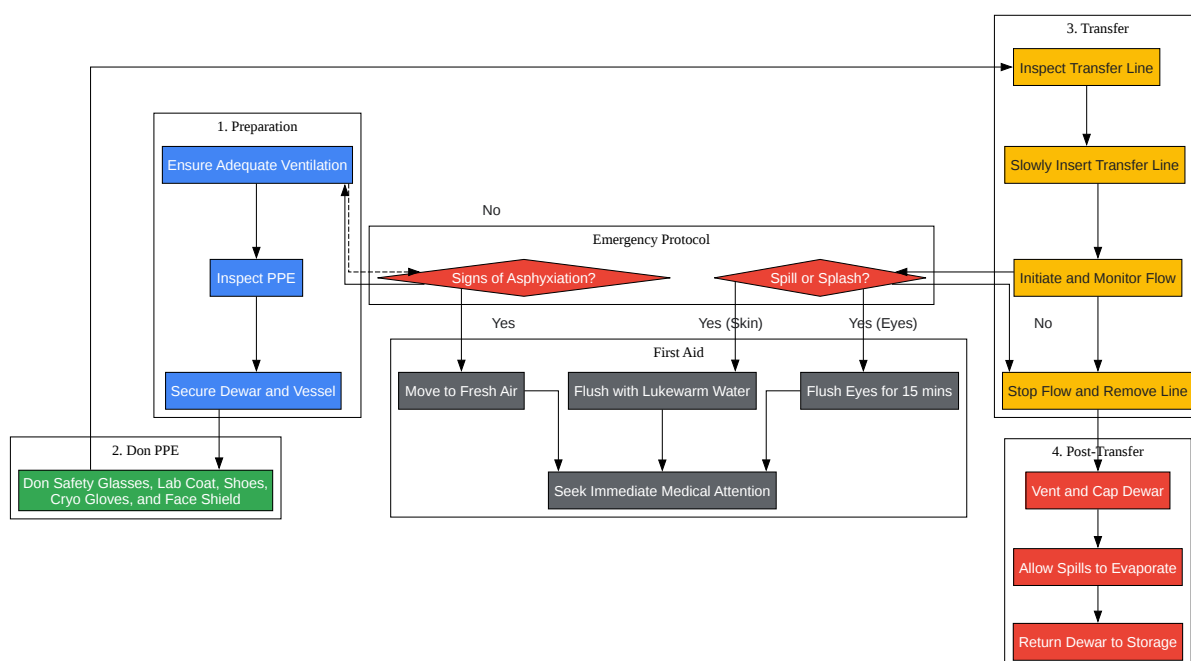 3. Transfer
Inspect Transfer Line
1. Preparation
Ensure Adequate Ventilation
Slowly Insert Transfer Line
No
Emergency Protocol
Inspect PPE
Signs of Asphyxiation?
Spill or Splash?
Initiate and Monitor Flow
Yes
Yes (Skin)
Yes (Eyes)
No
First Aid
Secure Dewar and Vessel
Move to Fresh Air
Flush with Lukewarm Water
Flush Eyes for 15 mins
Stop Flow and Remove Line
2. Don PPE
Don Safety Glasses, Lab Coat, Shoes,
Cryo Gloves, and Face Shield
Seek Immediate Medical Attention
4. Post-Transfer
Vent and Cap Dewar
Allow Spills to Evaporate
Return Dewar to Storage